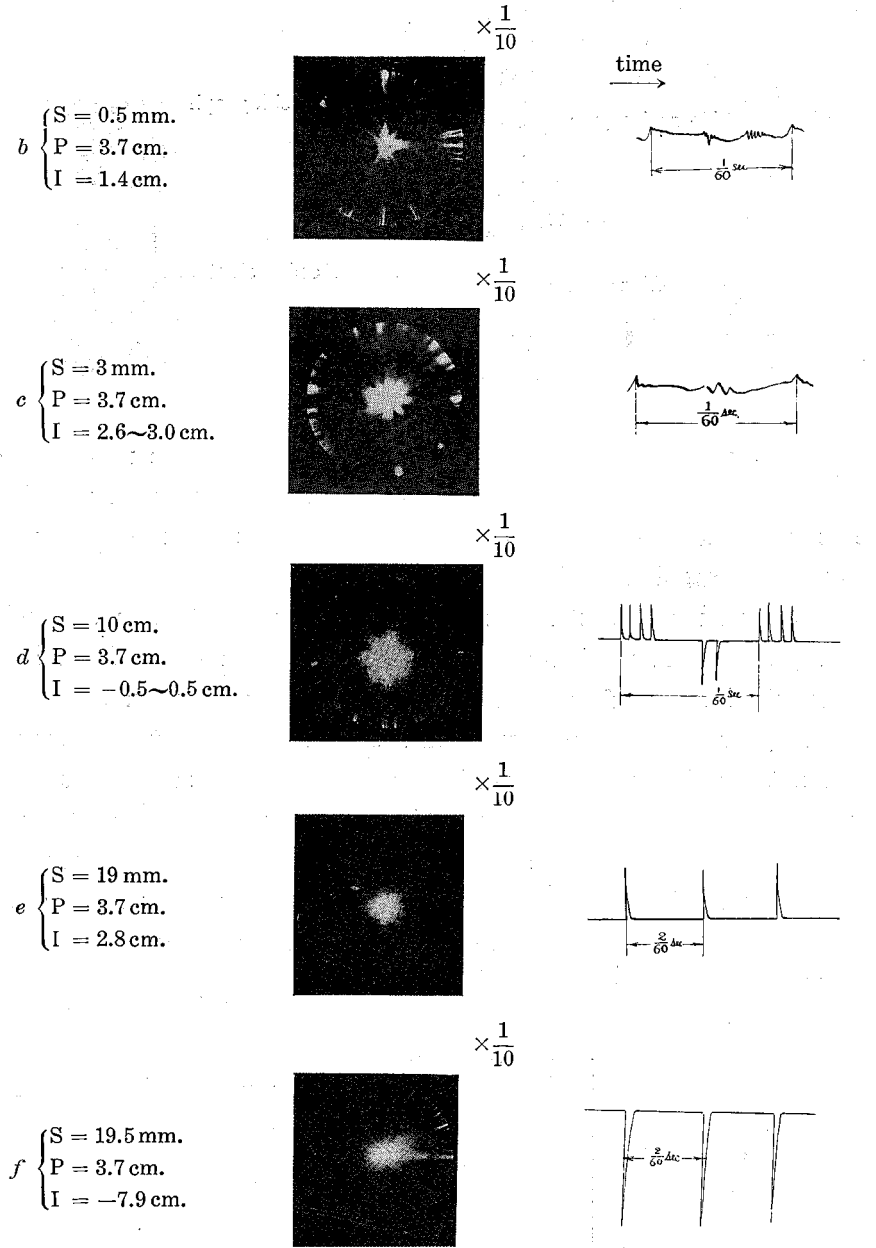 ×1/10
time
b { S = 0.5 mm.
P = 3.7 cm.
I = 1.4 cm.
1/60 sec
×1/10
c { S = 3 mm.
P = 3.7 cm.
I = 2.6~3.0 cm.
1/60 sec.
×1/10
d { S = 10 cm.
P = 3.7 cm.
I = −0.5~0.5 cm.
1/60 sec
×1/10
e { S = 19 mm.
P = 3.7 cm.
I = 2.8 cm.
2/60 sec
×1/10
f { S = 19.5 mm.
P = 3.7 cm.
I = −7.9 cm.
2/60 sec